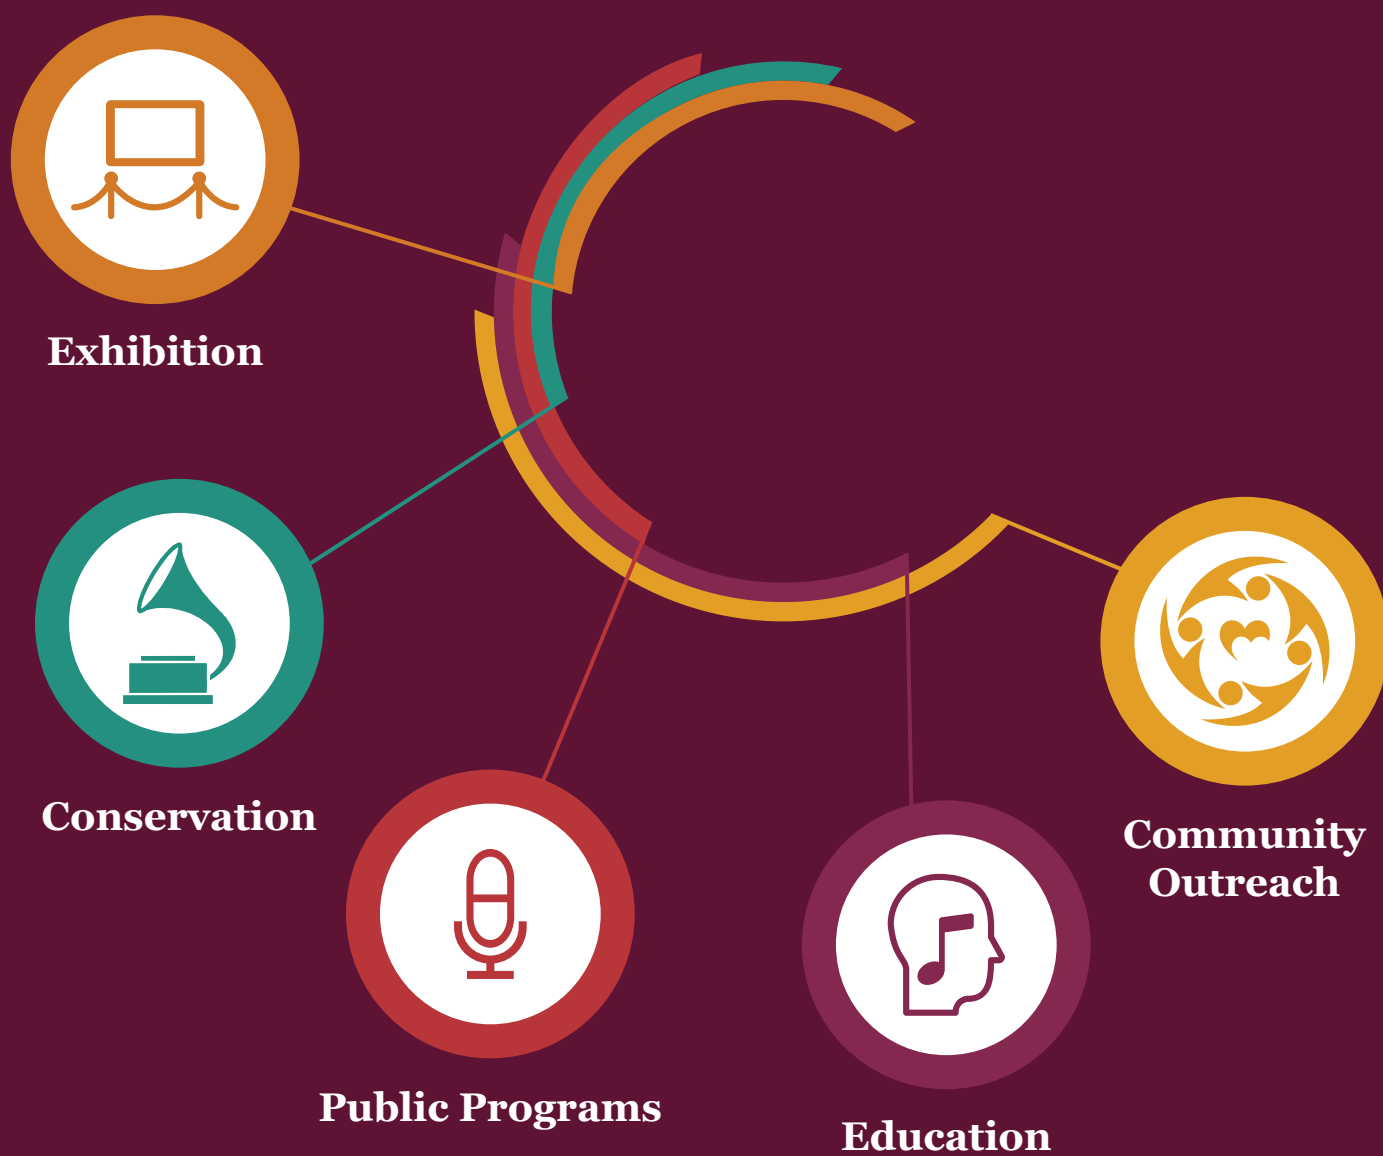 Exhibition
Conservation
Public Programs
Education
Community
Outreach